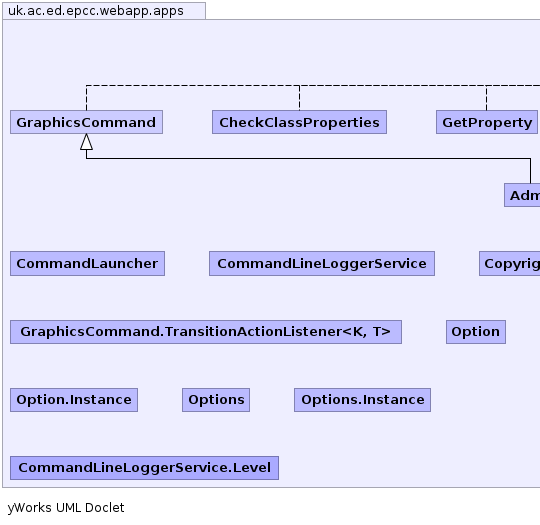 uk.ac.ed.epcc.webapp.apps
GraphicsCommand
CheckClassProperties
GetProperty
Adm
CommandLauncher
CommandLineLoggerService
Copyrig
GraphicsCommand.TransitionActionListener<K, T>
Option
Option.Instance
Options
Options.Instance
CommandLineLoggerService.Level
yWorks UML Doclet